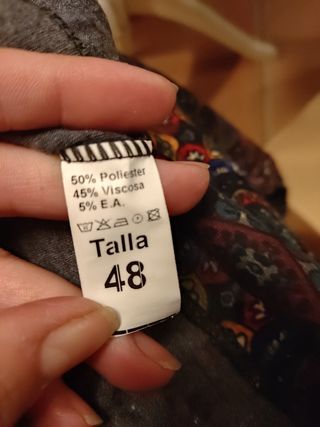 50% Poliester
45% Viscosa
5% E.A.
Talla
48